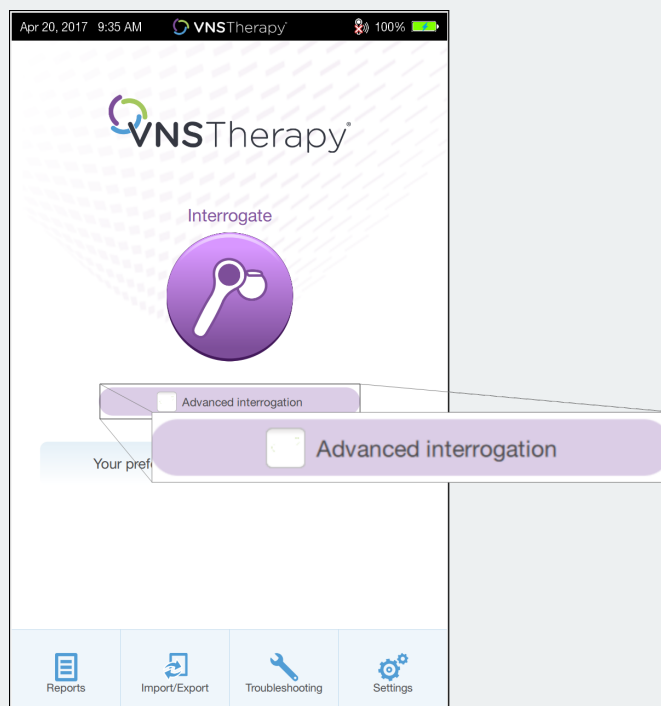 Apr 20, 2017 9:35 AM VNSTherapy® 100%
VNSTherapy®
Interrogate
Advanced interrogation
Advanced interrogation
Your pref
Reports Import/Export Troubleshooting Settings